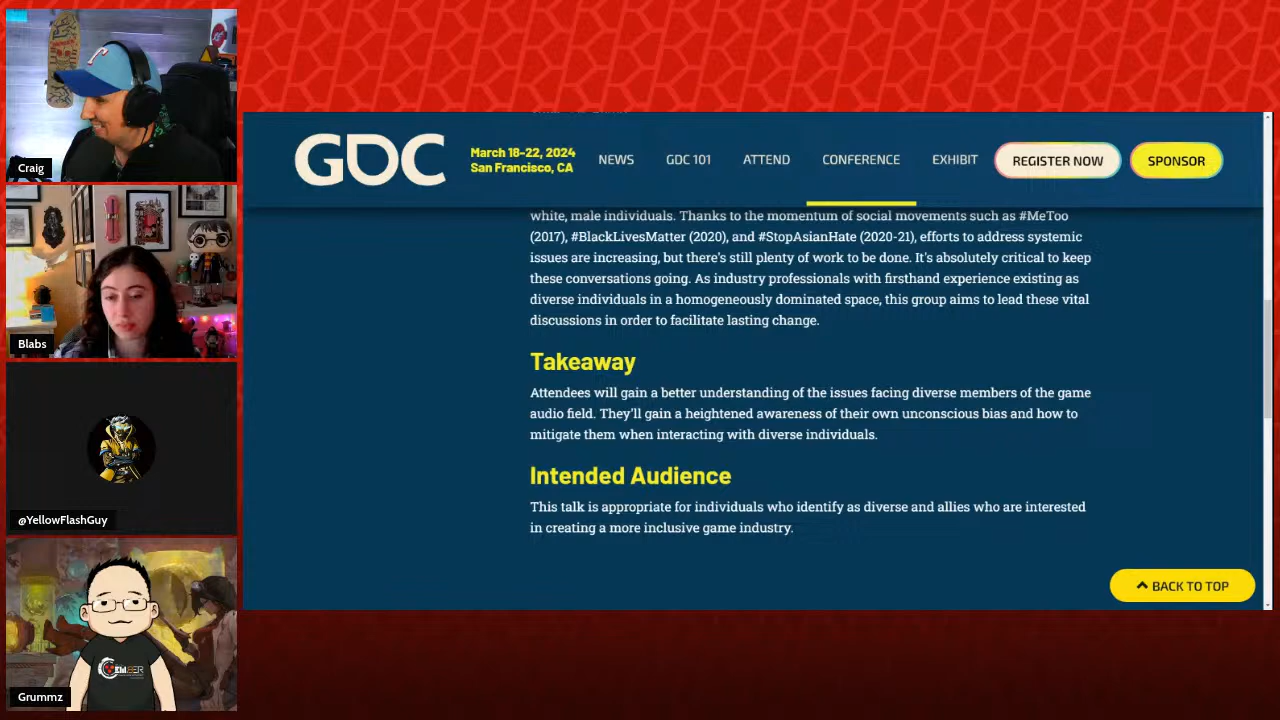 Craig
Blabs
@YellowFlashGuy
Grummz
GDC
March 18-22, 2024
San Francisco, CA
NEWS
GDC 101
ATTEND
CONFERENCE
EXHIBIT
REGISTER NOW
SPONSOR
white, male individuals. Thanks to the momentum of social movements such as #MeToo
(2017), #BlackLivesMatter (2020), and #StopAsianHate (2020-21), efforts to address systemic
issues are increasing, but there's still plenty of work to be done. It's absolutely critical to keep
these conversations going. As industry professionals with firsthand experience existing as
diverse individuals in a homogeneously dominated space, this group aims to lead these vital
discussions in order to facilitate lasting change.
Takeaway
Attendees will gain a better understanding of the issues facing diverse members of the game
audio field. They'll gain a heightened awareness of their own unconscious bias and how to
mitigate them when interacting with diverse individuals.
Intended Audience
This talk is appropriate for individuals who identify as diverse and allies who are interested
in creating a more inclusive game industry.
BACK TO TOP